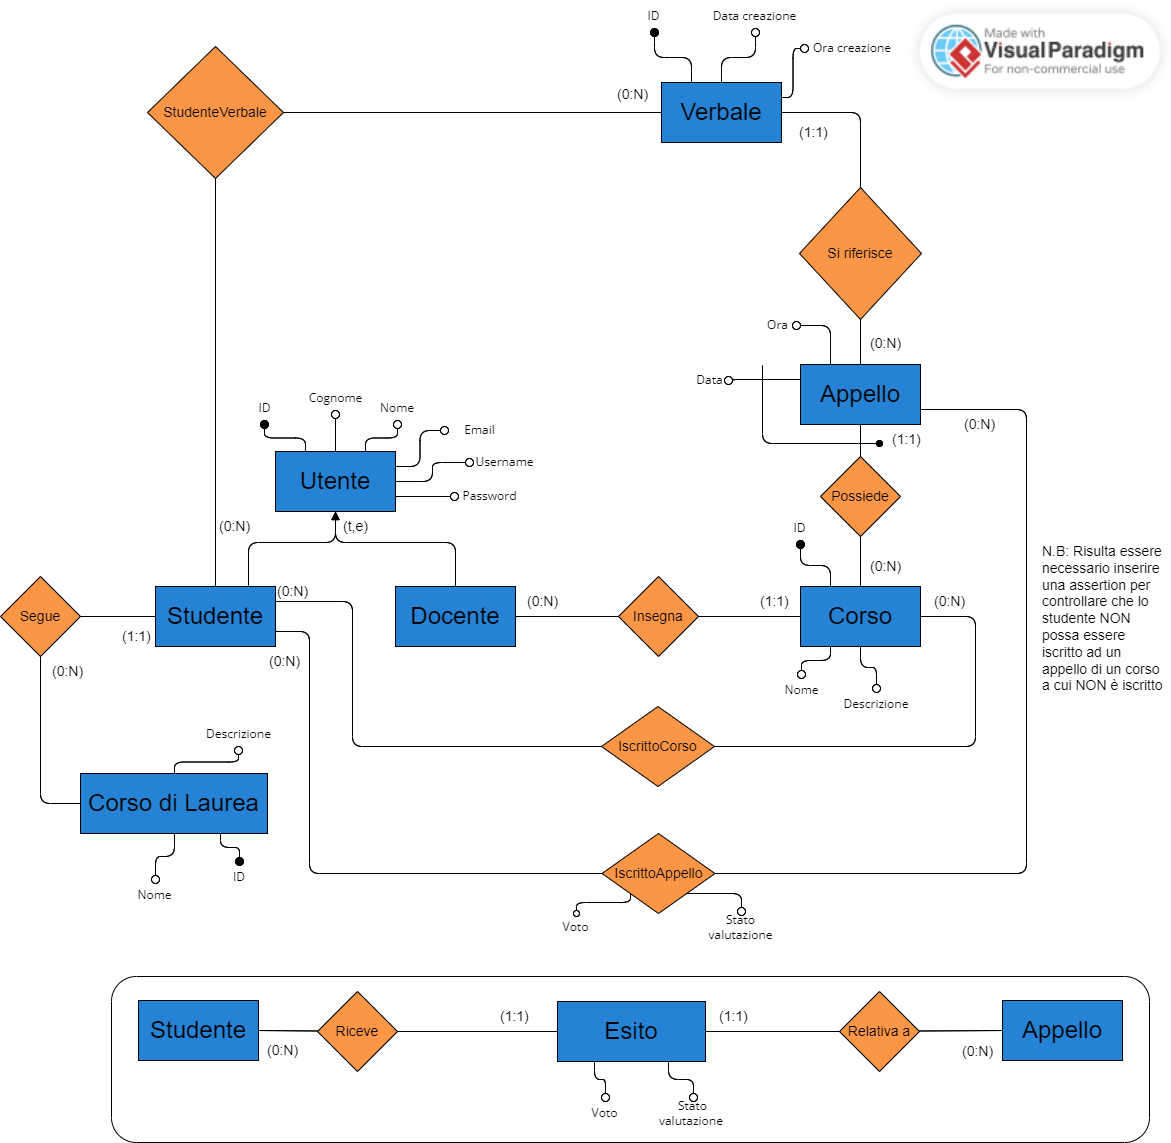 ID
Data creazione
Ora creazione
Made with
VisualParadigm
For non-commercial use
(0:N)
Verbale
StudenteVerbale
(1:1)
Si riferisce
Ora
(0:N)
Data
Appello
ID
Cognome
Nome
Email
(0:N)
(1:1)
Utente
Username
Password
Possiede
(0:N)
(t,e)
ID
(0:N)
N.B: Risulta essere
necessario inserire
una assertion per
controllare che lo
studente NON
possa essere
iscritto ad un
appello di un corso
a cui NON è iscritto
Segue
(1:1)
Studente
(0:N)
Docente
(0:N)
Insegna
(1:1)
Corso
(0:N)
(0:N)
(0:N)
Nome
Descrizione
Descrizione
IscrittoCorso
Corso di Laurea
Nome
ID
IscrittoAppello
Voto
Stato
valutazione
Studente
(0:N)
Riceve
(1:1)
Esito
(1:1)
Relativa a
(0:N)
Appello
Voto
Stato
valutazione